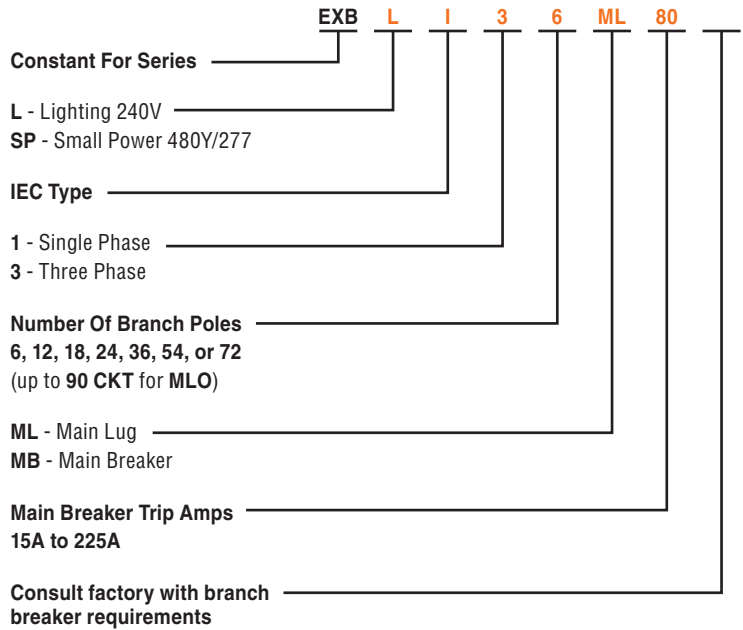 EXB L I 3 6 ML 80
Constant For Series
L - Lighting 240V
SP - Small Power 480Y/277
IEC Type
1 - Single Phase
3 - Three Phase
Number Of Branch Poles
6, 12, 18, 24, 36, 54, or 72
(up to 90 CKT for MLO)
ML - Main Lug
MB - Main Breaker
Main Breaker Trip Amps
15A to 225A
Consult factory with branch
breaker requirements